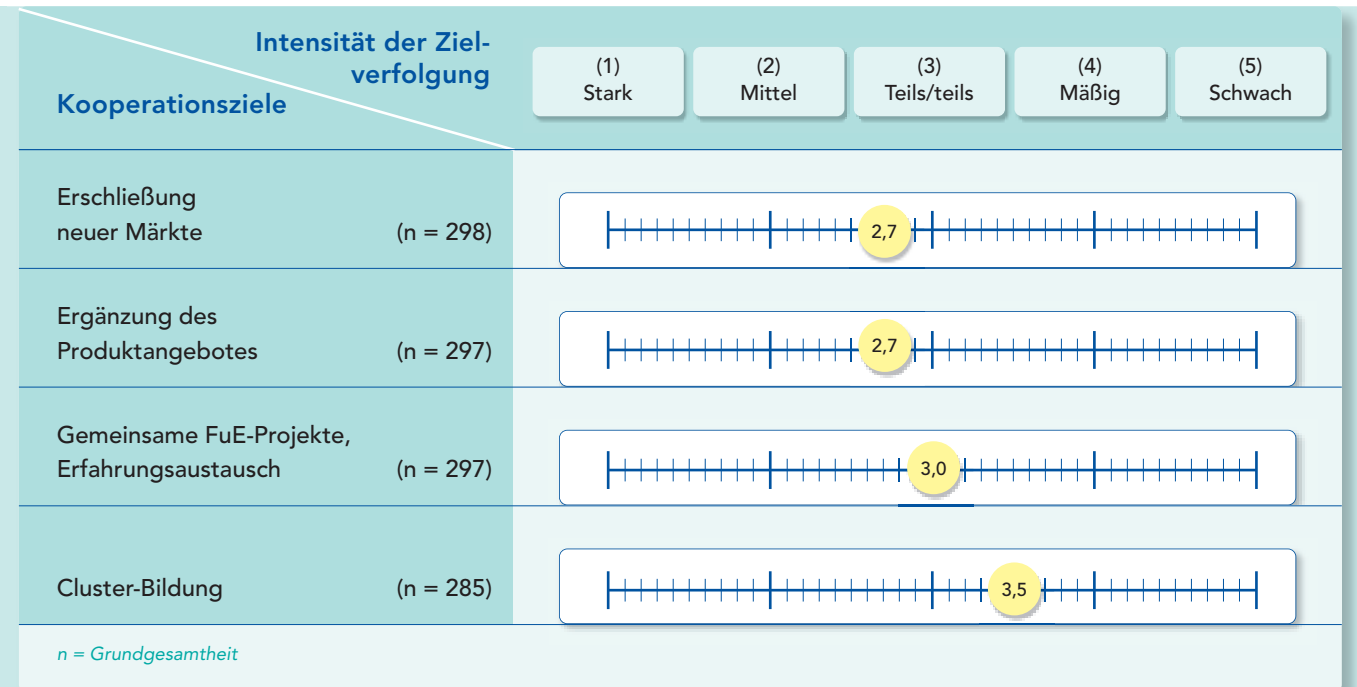 Intensität der Ziel-
verfolgung
Kooperationsziele
(1)
Stark
(2)
Mittel
(3)
Teils/teils
(4)
Mäßig
(5)
Schwach
Erschließung
neuer Märkte (n = 298)
2,7
Ergänzung des
Produktangebotes (n = 297)
2,7
Gemeinsame FuE-Projekte,
Erfahrungsaustausch (n = 297)
3,0
Cluster-Bildung (n = 285)
3,5
n = Grundgesamtheit